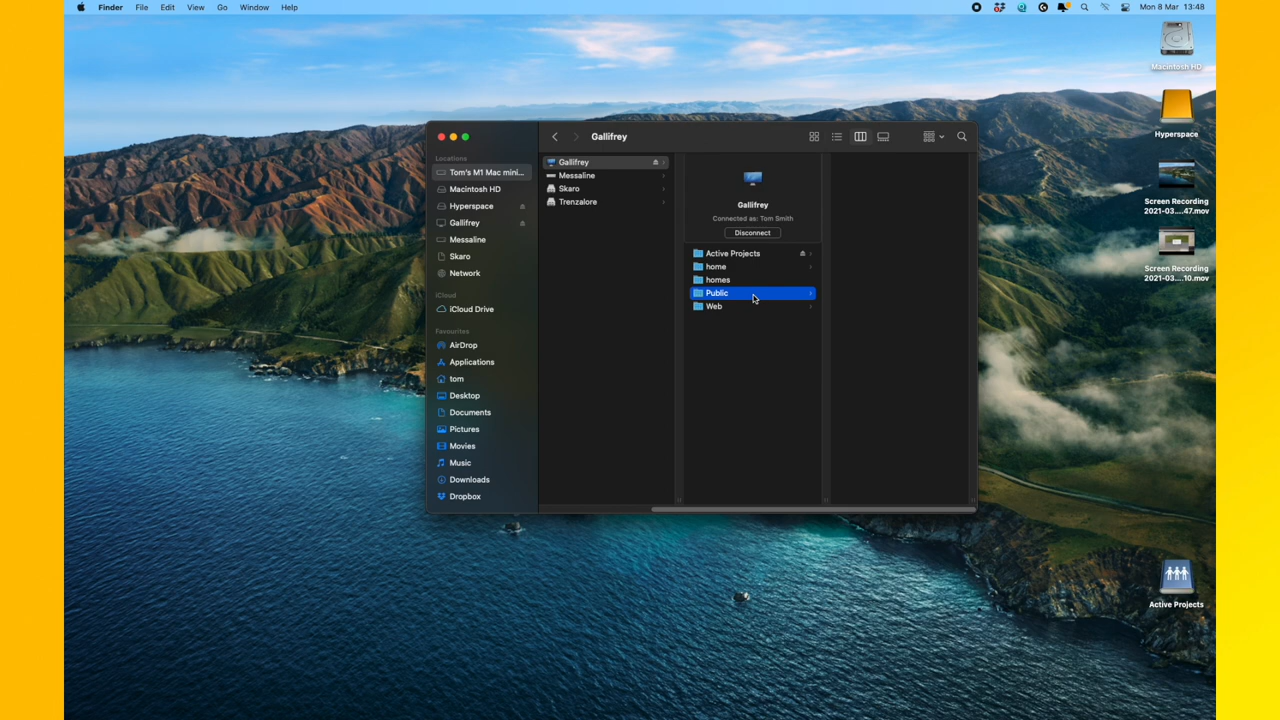 Finder File Edit View Go Window Help
Mon 8 Mar 13:48
Macintosh HD
Hyperspace
Screen Recording
2021-03....47.mov
Screen Recording
2021-03....10.mov
Active Projects
Gallifrey
Locations
Tom's M1 Mac mini...
Macintosh HD
Hyperspace
Gallifrey
Messaline
Skaro
Network
iCloud
iCloud Drive
Favourites
AirDrop
Applications
tom
Desktop
Documents
Pictures
Movies
Music
Downloads
Dropbox
Gallifrey
Messaline
Skaro
Trenzalore
Gallifrey
Connected as: Tom Smith
Disconnect
Active Projects
home
homes
Public
Web